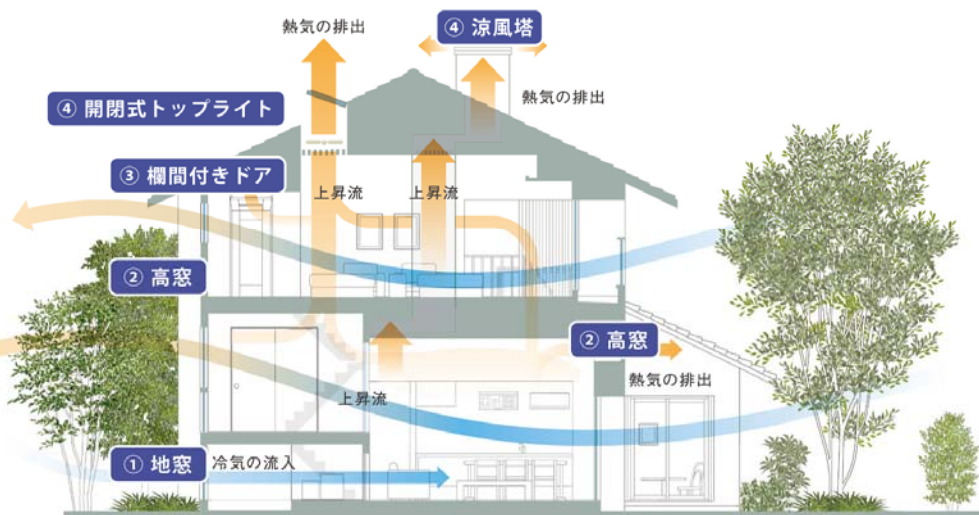 熱気の排出
④ 涼風塔
熱気の排出
④ 開閉式トップライト
③ 欄間付きドア
上昇流
上昇流
② 高窓
② 高窓
熱気の排出
上昇流
① 地窓
冷気の流入